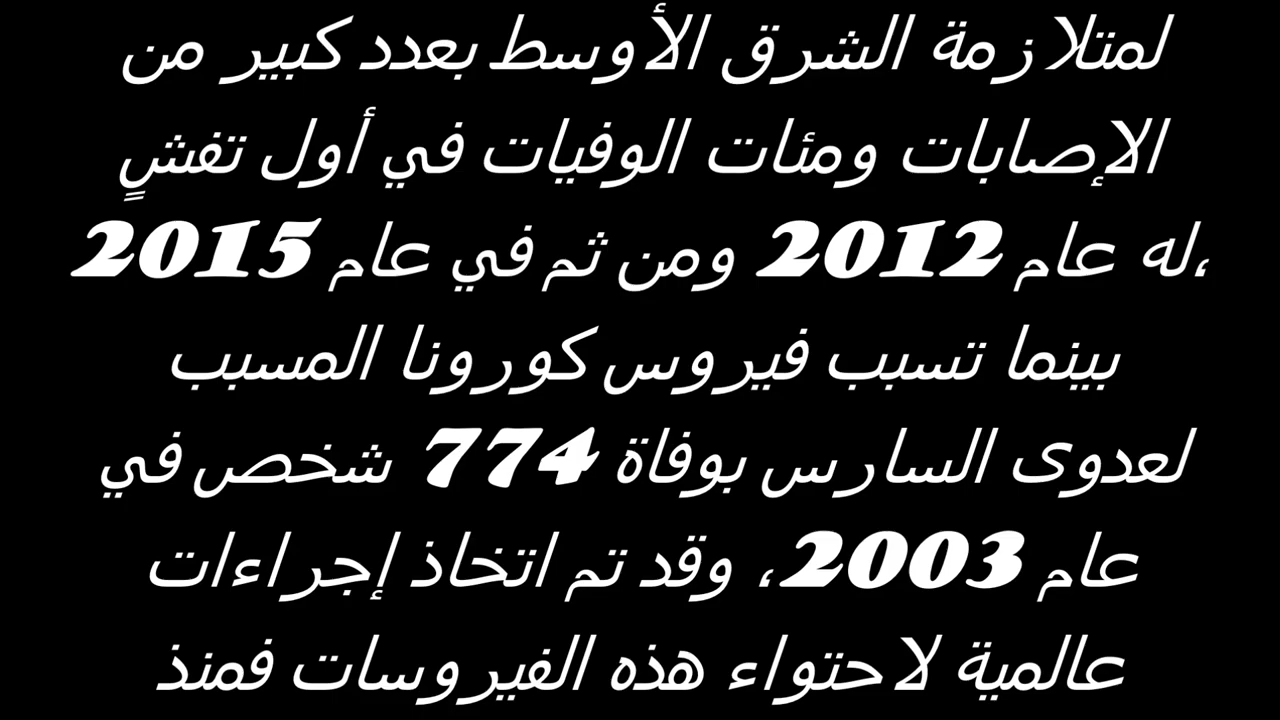 لمتلازمة الشرق الأوسط بعدد كبير من
الإصابات ومئات الوفيات في أول تفشٍ
،له عام 2012 ومن ثم في عام 2015
بينما تسبب فيروس كورونا المسبب
لعدوى السارس بوفاة 774 شخص في
عام 2003، وقد تم اتخاذ إجراءات
عالمية لاحتواء هذه الفيروسات فمنذ